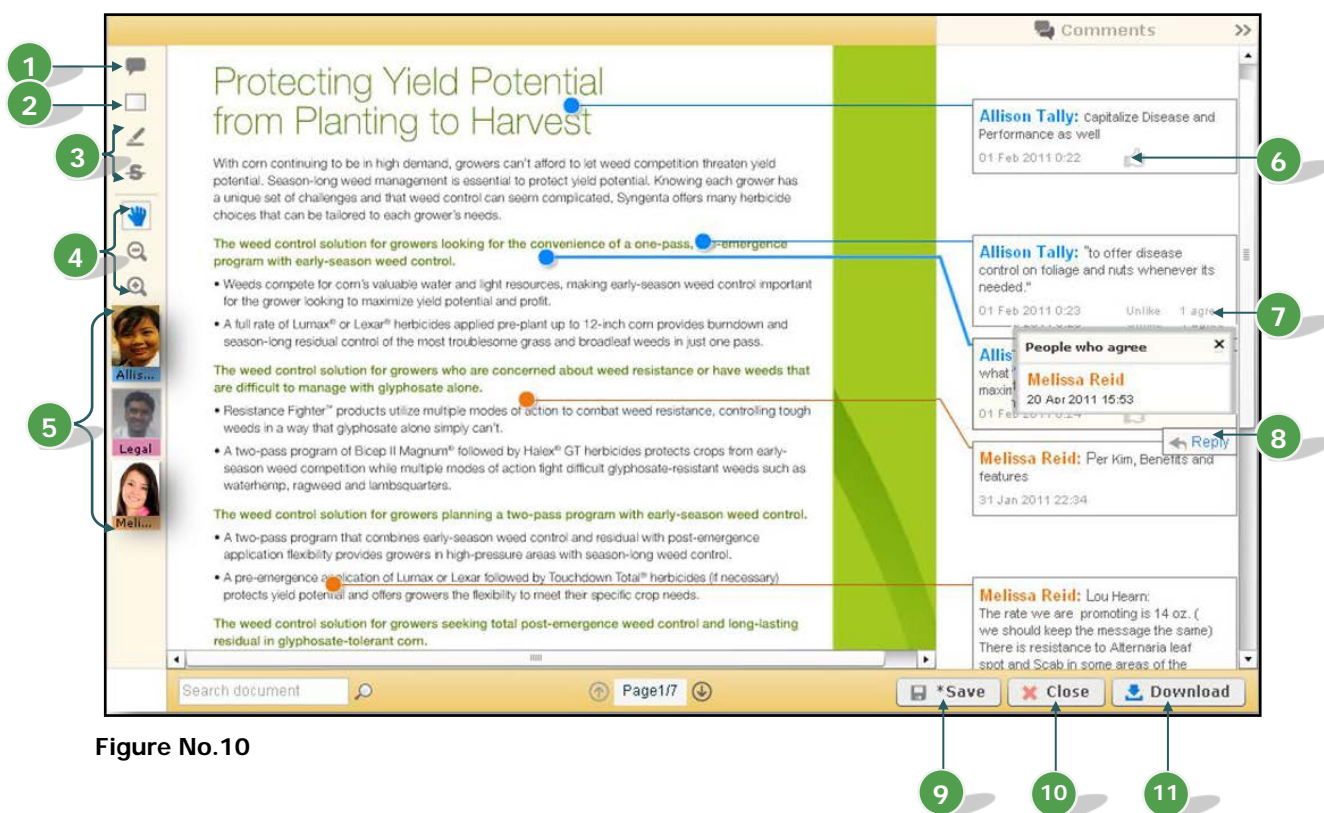 Comments
1
2
3
4
5
Allis...
Legal
Meli...
Protecting Yield Potential
from Planting to Harvest
With corn continuing to be in high demand, growers can't afford to let weed competition threaten yield
potential. Season-long weed management is essential to protect yield potential. Knowing each grower has
a unique set of challenges and that weed control can seem complicated, Syngenta offers many herbicide
choices that can be tailored to each grower's needs.
The weed control solution for growers looking for the convenience of a one-pass, -emergence
program with early-season weed control.
• Weeds compete for corn's valuable water and light resources, making early-season weed control important
for the grower looking to maximize yield potential and profit.
• A full rate of Lumax® or Lexar® herbicides applied pre-plant up to 12-inch corn provides burndown and
season-long residual control of the most troublesome grass and broadleaf weeds in just one pass.
The weed control solution for growers who are concerned about weed resistance or have weeds that
are difficult to manage with glyphosate alone.
• Resistance Fighter™ products utilize multiple modes of action to combat weed resistance, controlling tough
weeds in a way that glyphosate alone simply can't.
• A two-pass program of Bicep II Magnum® followed by Halex® GT herbicides protects crops from early-
season weed competition while multiple modes of action fight difficult glyphosate-resistant weeds such as
waterhemp, ragweed and lambsquarters.
The weed control solution for growers planning a two-pass program with early-season weed control.
• A two-pass program that combines early-season weed control and residual with post-emergence
application flexibility provides growers in high-pressure areas with season-long weed control.
• A pre-emergence application of Lumax or Lexar followed by Touchdown Total® herbicides (if necessary)
protects yield potential and offers growers the flexibility to meet their specific crop needs.
The weed control solution for growers seeking total post-emergence weed control and long-lasting
residual in glyphosate-tolerant corn.
Allison Tally: capitalize Disease and
Performance as well
01 Feb 2011 0:22
6
Allison Tally: "to offer disease
control on foliage and nuts whenever its
needed."
01 Feb 2011 0:23 Unlike 1 agre
7
Allis
what
maxim
01 Feb 2011 0:24
People who agree
Melissa Reid
20 Apr 2011 15:53
Reply
8
Melissa Reid: Per Kim, Benefits and
features
31 Jan 2011 22:34
Melissa Reid: Lou Hearn:
The rate we are promoting is 14 oz. (
we should keep the message the same)
There is resistance to Alternaria leaf
spot and Scab in some areas of the
Search document
Page1/7
*Save
Close
Download
Figure No.10
9
10
11